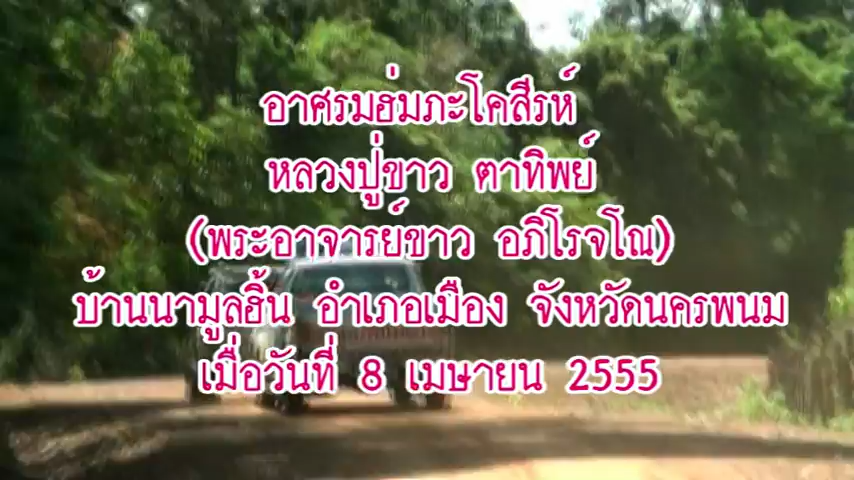 อาศรมฮ่มภะโคสีรห์
หลวงปู่ขาว ตาทิพย์
(พระอาจารย์ขาว อภิโรจโณ)
บ้านนามูลฮิ้น อำเภอเมือง จังหวัดนครพนม
เมื่อวันที่ 8 เมษายน 2555